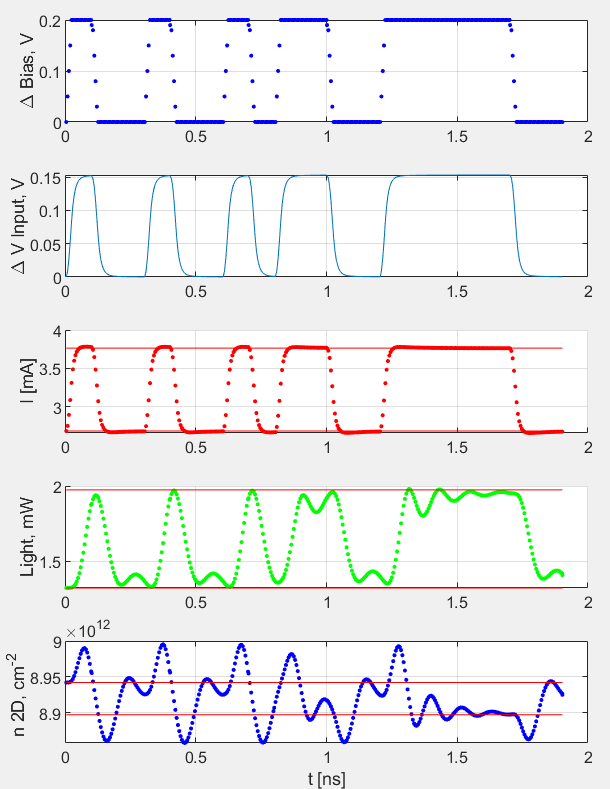 Δ Bias, V
0.2
0.1
0
0 0.5 1 1.5 2
Δ V Input, V
0.15
0.1
0.05
0
0 0.5 1 1.5 2
I [mA]
4
3.5
3
0 0.5 1 1.5 2
Light, mW
2
1.5
0 0.5 1 1.5 2
n 2D, cm-2
×10^12
9
8.95
8.9
0 0.5 1 1.5 2
t [ns]